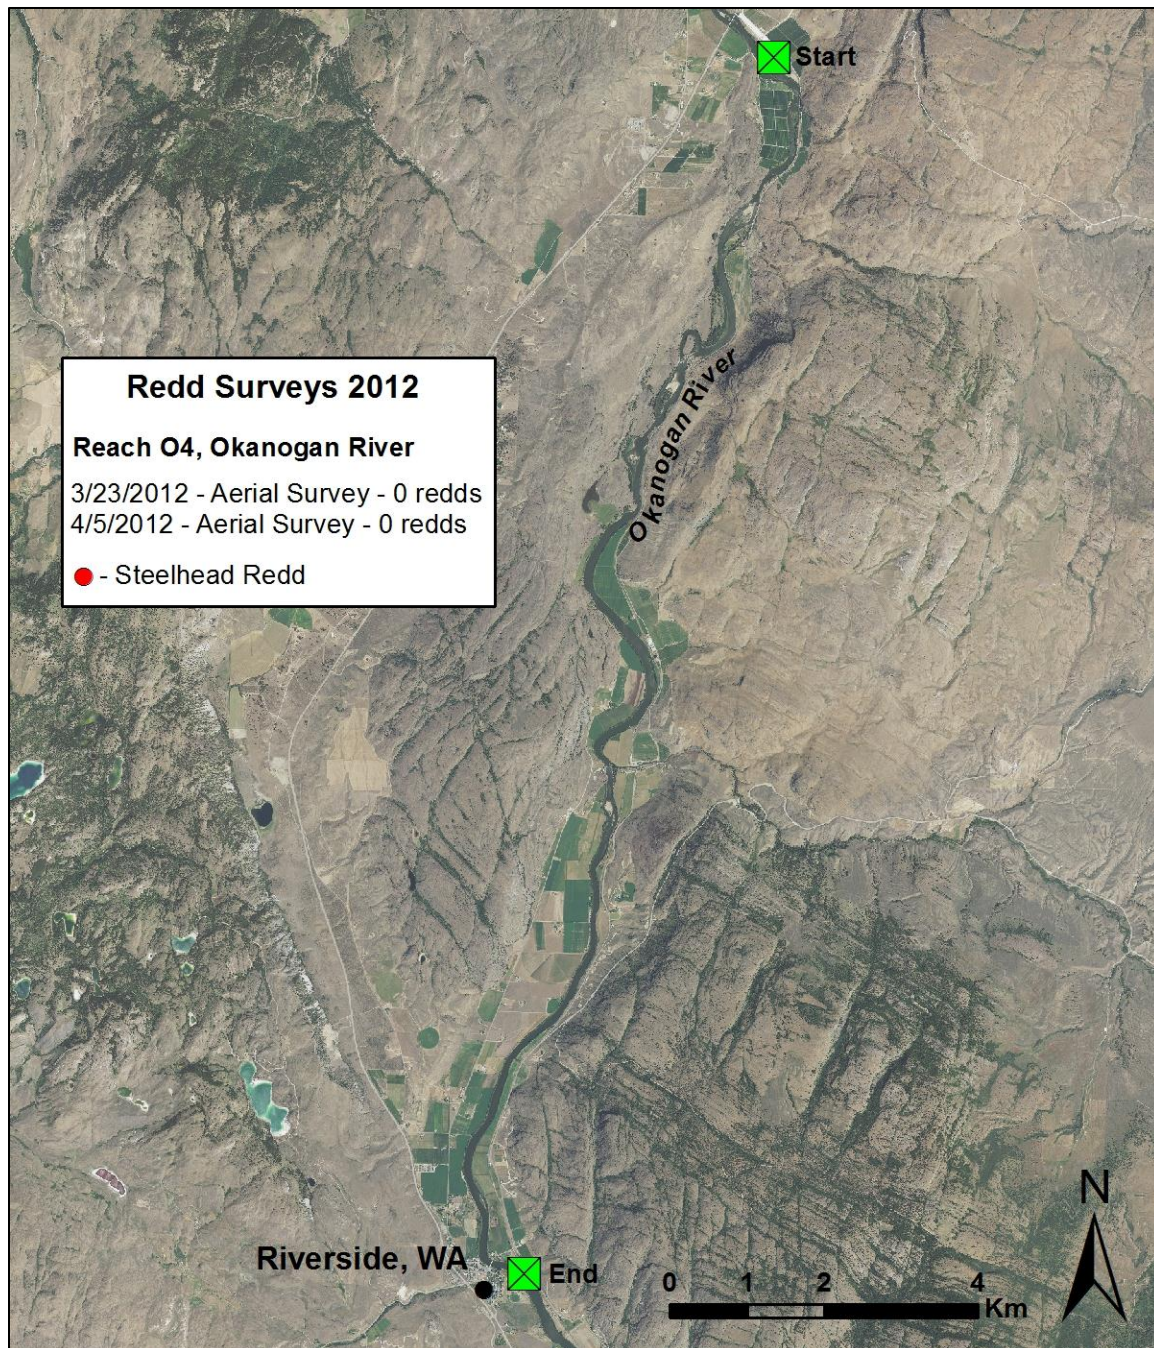 Start
Okanogan River
Redd Surveys 2012
Reach O4, Okanogan River
3/23/2012 - Aerial Survey - 0 redds
4/5/2012 - Aerial Survey - 0 redds
- Steelhead Redd
N
Riverside, WA
End
0 1 2 4
Km